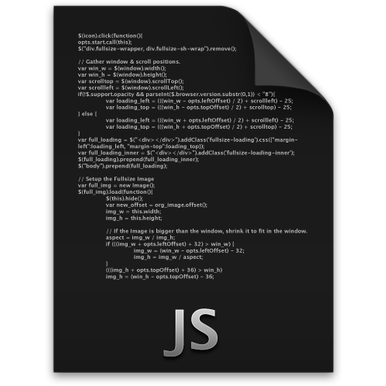 $(icon).click(function(){
opts.start.call(this);
$("div.fullsize-wrapper, div.fullsize-sh-wrap").remove();
// Gather window & scroll positions.
var win_w = $(window).width();
var win_h = $(window).height();
var scrolltop = $(window).scrollTop();
var scrollleft = $(window).scrollLeft();
if(!$.support.opacity && parseInt($.browser.version.substr(0,1)) < "8"){
var loading_left = (((win_w - opts.leftOffset) / 2) + scrollleft) - 25;
var loading_top = (((win_h - opts.topOffset) / 2) + scrolltop) - 25;
} else {
var loading_left = (((win_w - opts.leftOffset) / 2) + scrollleft) - 25;
var loading_top = (((win_h - opts.topOffset) / 2) + scrolltop) - 25;
}
var full_loading = $("<div></div>").addClass('fullsize-loading').css({"margin-
left":loading_left, "margin-top":loading_top});
var full_loading_inner = $("<div></div>").addClass('fullsize-loading-inner');
$(full_loading).prepend(full_loading_inner);
$("body").prepend(full_loading);
// Setup the Fullsize Image
var full_img = new Image();
$(full_img).load(function(){
$(this).hide();
var new_offset = org_image.offset();
img_w = this.width;
img_h = this.height;
// If the Image is bigger than the window, shrink it to fit in the window.
aspect = img_w / img_h;
if (((img_w + opts.leftOffset) + 32) > win_w) {
img_w = (win_w - opts.leftOffset) - 32;
img_h = img_w / aspect;
}
(((img_h + opts.topOffset) + 36) > win_h)
img_h = (win_h - opts.topOffset) - 36;
JS